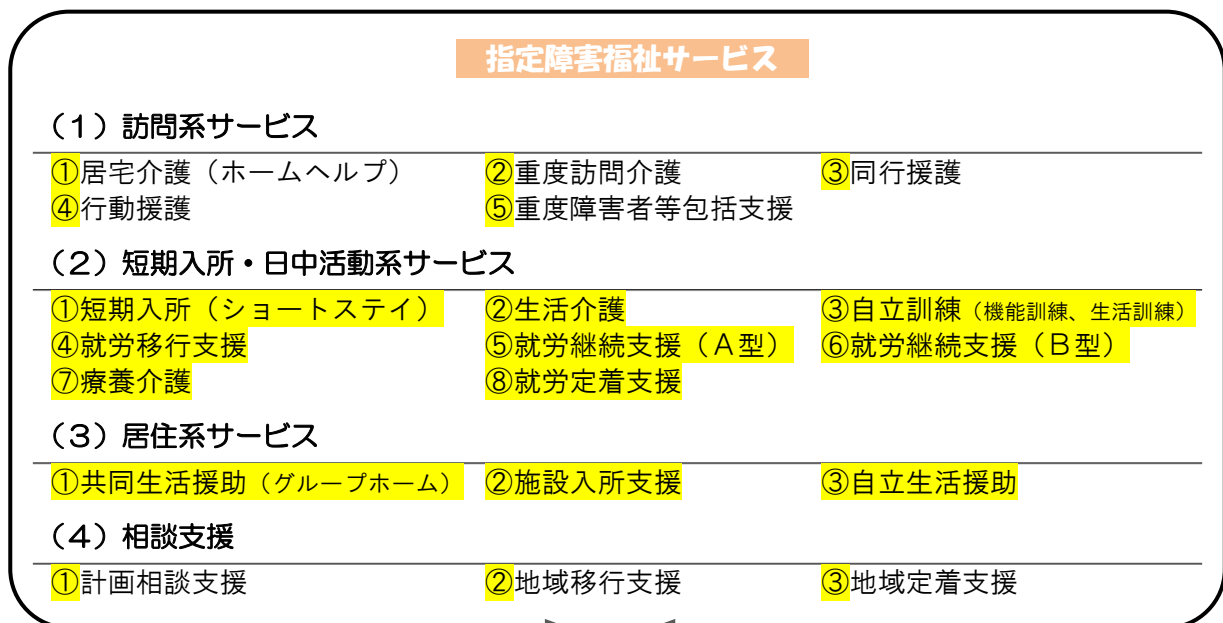 指定障害福祉サービス
（1）訪問系サービス
①居宅介護（ホームヘルプ） ②重度訪問介護 ③同行援護
④行動援護 ⑤重度障害者等包括支援
（2）短期入所・日中活動系サービス
①短期入所（ショートステイ） ②生活介護 ③自立訓練（機能訓練、生活訓練）
④就労移行支援 ⑤就労継続支援（Ａ型） ⑥就労継続支援（Ｂ型）
⑦療養介護 ⑧就労定着支援
（3）居住系サービス
①共同生活援助（グループホーム） ②施設入所支援 ③自立生活援助
（4）相談支援
①計画相談支援 ②地域移行支援 ③地域定着支援